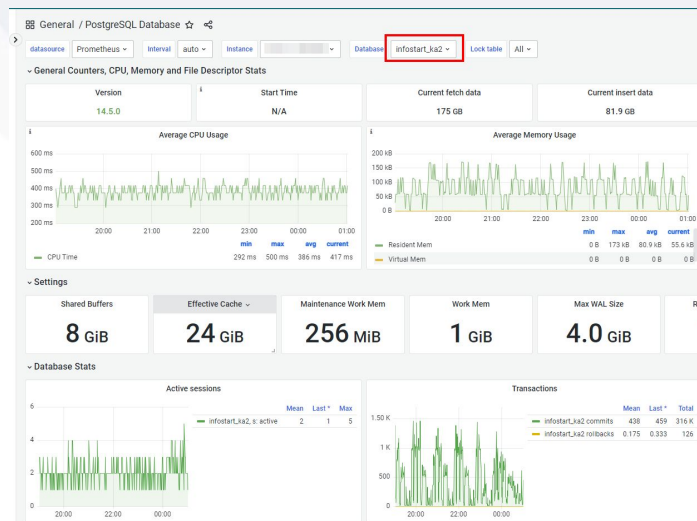 General / PostgreSQL Database
datasource Prometheus Interval auto Instance Database infostart_ka2 Lock table All
General Counters, CPU, Memory and File Descriptor Stats
Version Start Time Current fetch data Current insert data
14.5.0 N/A 175 GB 81.9 GB
Average CPU Usage
600 ms
500 ms
400 ms
300 ms
200 ms
20:00 21:00 22:00 23:00 00:00 01:00
min max avg current
CPU Time 292 ms 500 ms 386 ms 417 ms
Average Memory Usage
200 kB
150 kB
100 kB
50 kB
0 B
20:00 21:00 22:00 23:00 00:00 01:00
min max avg current
Resident Mem 0 B 173 kB 80.9 kB 55.6 kB
Virtual Mem 0 B 0 B 0 B 0 B
Settings
Shared Buffers Effective Cache Maintenance Work Mem Work Mem Max WAL Size R
8 GiB 24 GiB 256 MiB 1 GiB 4.0 GiB
Database Stats
Active sessions
6
4
2
0
20:00 22:00 00:00
Mean Last * Max
infostart_ka2, s: active 2 1 5
Transactions
1.50 K
1 K
500
0
20:00 22:00 00:00
Mean Last * Total
infostart_ka2 commits 438 459 316 K
infostart_ka2 rollbacks 0.175 0.333 126